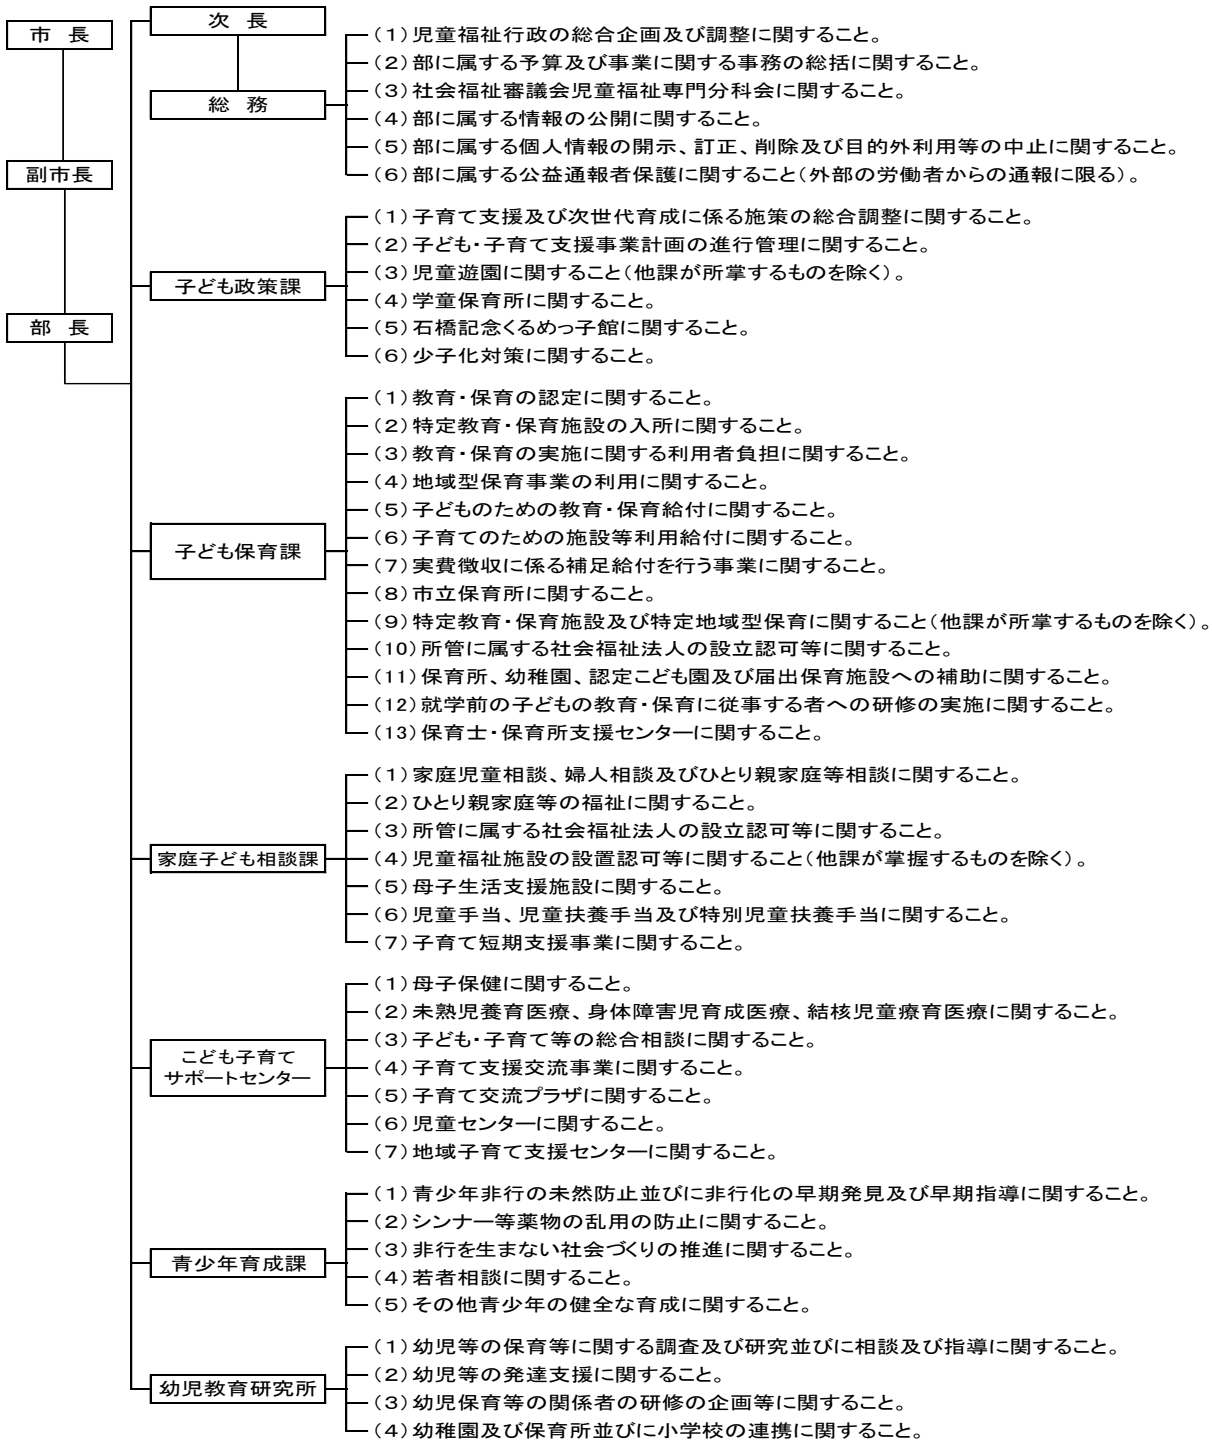 市 長
副市長
部 長
次 長
総 務
(1)児童福祉行政の総合企画及び調整に関すること。
(2)部に属する予算及び事業に関する事務の総括に関すること。
(3)社会福祉審議会児童福祉専門分科会に関すること。
(4)部に属する情報の公開に関すること。
(5)部に属する個人情報の開示、訂正、削除及び目的外利用等の中止に関すること。
(6)部に属する公益通報者保護に関すること(外部の労働者からの通報に限る)。
子ども政策課
(1)子育て支援及び次世代育成に係る施策の総合調整に関すること。
(2)子ども・子育て支援事業計画の進行管理に関すること。
(3)児童遊園に関すること(他課が所掌するものを除く)。
(4)学童保育所に関すること。
(5)石橋記念くるめっ子館に関すること。
(6)少子化対策に関すること。
子ども保育課
(1)教育・保育の認定に関すること。
(2)特定教育・保育施設の入所に関すること。
(3)教育・保育の実施に関する利用者負担に関すること。
(4)地域型保育事業の利用に関すること。
(5)子どものための教育・保育給付に関すること。
(6)子育てのための施設等利用給付に関すること。
(7)実費徴収に係る補足給付を行う事業に関すること。
(8)市立保育所に関すること。
(9)特定教育・保育施設及び特定地域型保育に関すること(他課が所掌するものを除く)。
(10)所管に属する社会福祉法人の設立認可等に関すること。
(11)保育所、幼稚園、認定こども園及び届出保育施設への補助に関すること。
(12)就学前の子どもの教育・保育に従事する者への研修の実施に関すること。
(13)保育士・保育所支援センターに関すること。
家庭子ども相談課
(1)家庭児童相談、婦人相談及びひとり親家庭等相談に関すること。
(2)ひとり親家庭等の福祉に関すること。
(3)所管に属する社会福祉法人の設立認可等に関すること。
(4)児童福祉施設の設置認可等に関すること(他課が掌握するものを除く)。
(5)母子生活支援施設に関すること。
(6)児童手当、児童扶養手当及び特別児童扶養手当に関すること。
(7)子育て短期支援事業に関すること。
こども子育て
サポートセンター
(1)母子保健に関すること。
(2)未熟児養育医療、身体障害児育成医療、結核児童療育医療に関すること。
(3)子ども・子育て等の総合相談に関すること。
(4)子育て支援交流事業に関すること。
(5)子育て交流プラザに関すること。
(6)児童センターに関すること。
(7)地域子育て支援センターに関すること。
青少年育成課
(1)青少年非行の未然防止並びに非行化の早期発見及び早期指導に関すること。
(2)シンナー等薬物の乱用の防止に関すること。
(3)非行を生まない社会づくりの推進に関すること。
(4)若者相談に関すること。
(5)その他青少年の健全な育成に関すること。
幼児教育研究所
(1)幼児等の保育等に関する調査及び研究並びに相談及び指導に関すること。
(2)幼児等の発達支援に関すること。
(3)幼児保育等の関係者の研修の企画等に関すること。
(4)幼稚園及び保育所並びに小学校の連携に関すること。